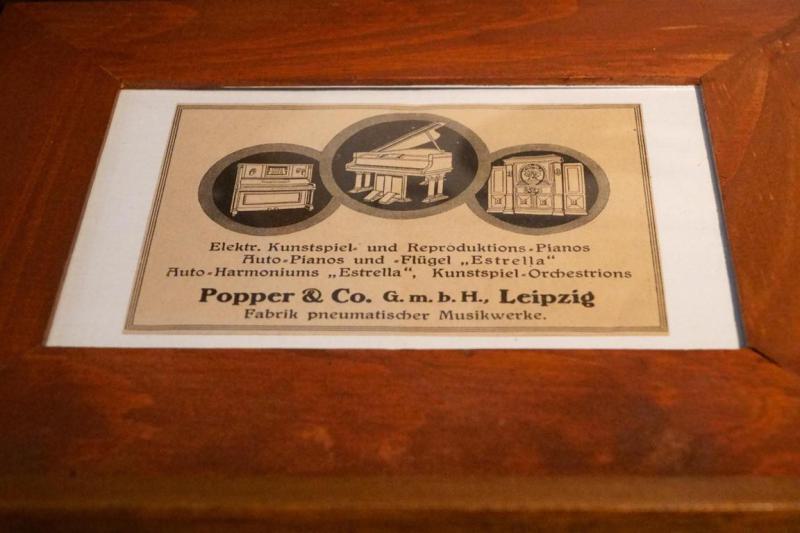 Elektr. Kunstspiel- und Reproduktions-Pianos
Auto-Pianos und -Flügel „Estrella“
Auto-Harmoniums „Estrella“, Kunstspiel-Orchestrions
Popper & Co. G. m. b. H., Leipzig
Fabrik pneumatischer Musikwerke.